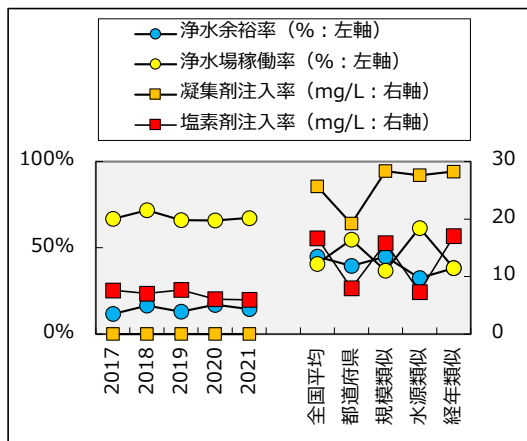 浄水余裕率（%：左軸）
浄水場稼働率（%：左軸）
凝集剤注入率（mg/L：右軸）
塩素剤注入率（mg/L：右軸）
100%
50%
0%
30
20
10
0
2017
2018
2019
2020
2021
全国平均
都道府県
規模類似
水源類似
経年類似